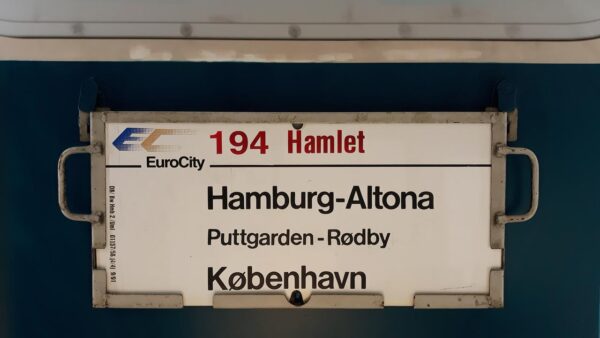 EC 194 Hamlet
EuroCity
Hamburg-Altona
Puttgarden-Rødby
København